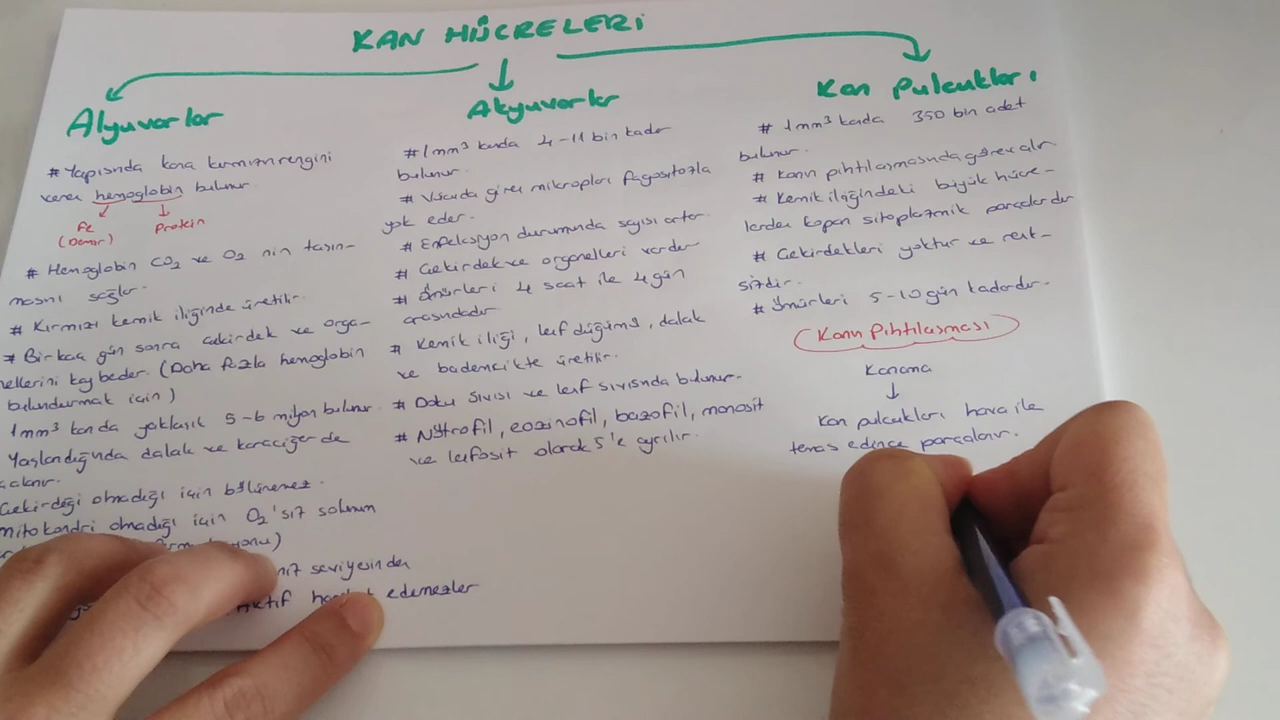 KAN HÜCRELERİ
Alyuvarlar
# Yapısında kana kırmızı rengini
veren hemoglobin bulunur.
Fe
(Demir)
Protein
# Hemoglobin CO2 ve O2 nin taşın-
masını sağlar.
# Kırmızı kemik iliğinde üretilir.
# Birkaç gün sonra çekirdek ve orga-
nellerini kaybeder. (Daha fazla hemoglobin
bulundurmak için)
1mm³ kanda yaklaşık 5-6 milyon bulunur.
Yaşlandığında dalak ve karaciğerde
Çekirdeği olmadığı için bölünemez.
mitokondri olmadığı için O2'siz solunum
seviyesinden
aktif hareket edemezler
Akyuvarlar
# 1mm³ kanda 4-11 bin kadar
bulunur.
# Vücuda giren mikropları fagositozla
yok eder.
# Enfeksiyon durumunda sayısı artar.
# Çekirdek ve organelleri vardır
# Ömürleri 4 saat ile 4 gün
arasındadır
# Kemik iliği, lenf düğümü, dalak
ve bademcikte üretilir.
# Doku sıvısı ve lenf sıvısında bulunur.
# Nötrofil, eozinofil, bazofil, monosit
ve lenfosit olarak 5'e ayrılır.
Kan Pulcukları
# 1mm³ kanda 350 bin adet
bulunur.
# Kanın pıhtılaşmasında görev alır
# Kemik iliğindeki büyük hücre-
lerden kopan sitoplazmik parçalardır
# Çekirdekleri yoktur ve renk-
sizdir.
# Ömürleri 5-10 gün kadardır.
Kanın Pıhtılaşması
Kanama
Kan pulcukları hava ile
temas edince parçalanır.